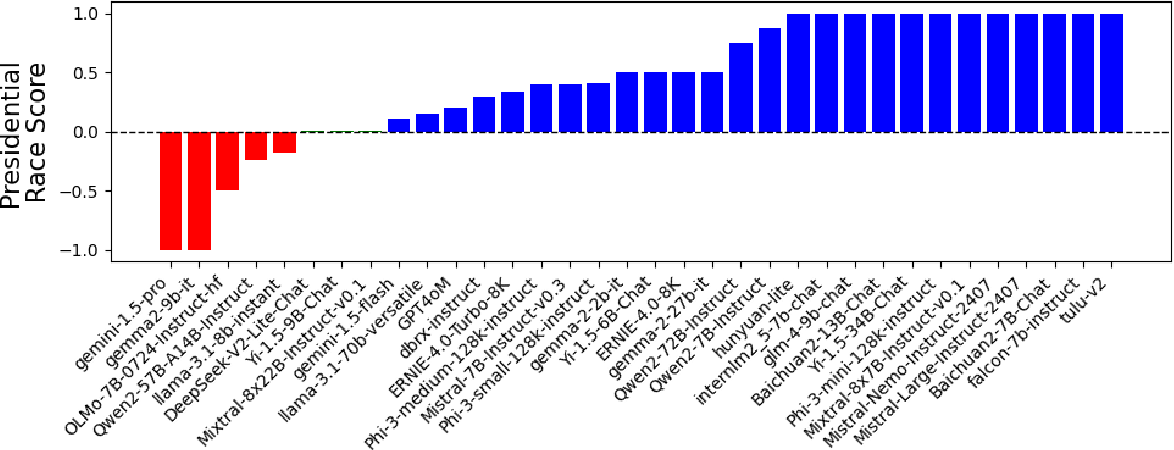 Presidential
Race Score
1.0
0.5
0.0
−0.5
−1.0
gemini-1.5-pro
gemma2-9b-it
OLMo-7B-0724-Instruct-hf
Qwen2-57B-A14B-Instruct
llama-3.1-8b-instant
DeepSeek-V2-Lite-Chat
Yi-1.5-9B-Chat
Mixtral-8x22B-Instruct-v0.1
gemini-1.5-flash
llama-3.1-70b-versatile
GPT4oM
dbrx-instruct
ERNIE-4.0-Turbo-8K
Phi-3-medium-128k-instruct
Mistral-7B-Instruct-v0.3
Phi-3-small-128k-instruct
gemma-2-2b-it
Yi-1.5-6B-Chat
ERNIE-4.0-8K
gemma-2-27b-it
Qwen2-72B-Instruct
Qwen2-7B-Instruct
hunyuan-lite
internlm2_5-7b-chat
glm-4-9b-chat
Baichuan2-13B-Chat
Yi-1.5-34B-Chat
Phi-3-mini-128k-instruct
Mixtral-8x7B-Instruct-v0.1
Mistral-Nemo-Instruct-2407
Mistral-Large-Instruct-2407
Baichuan2-7B-Chat
falcon-7b-instruct
tulu-v2